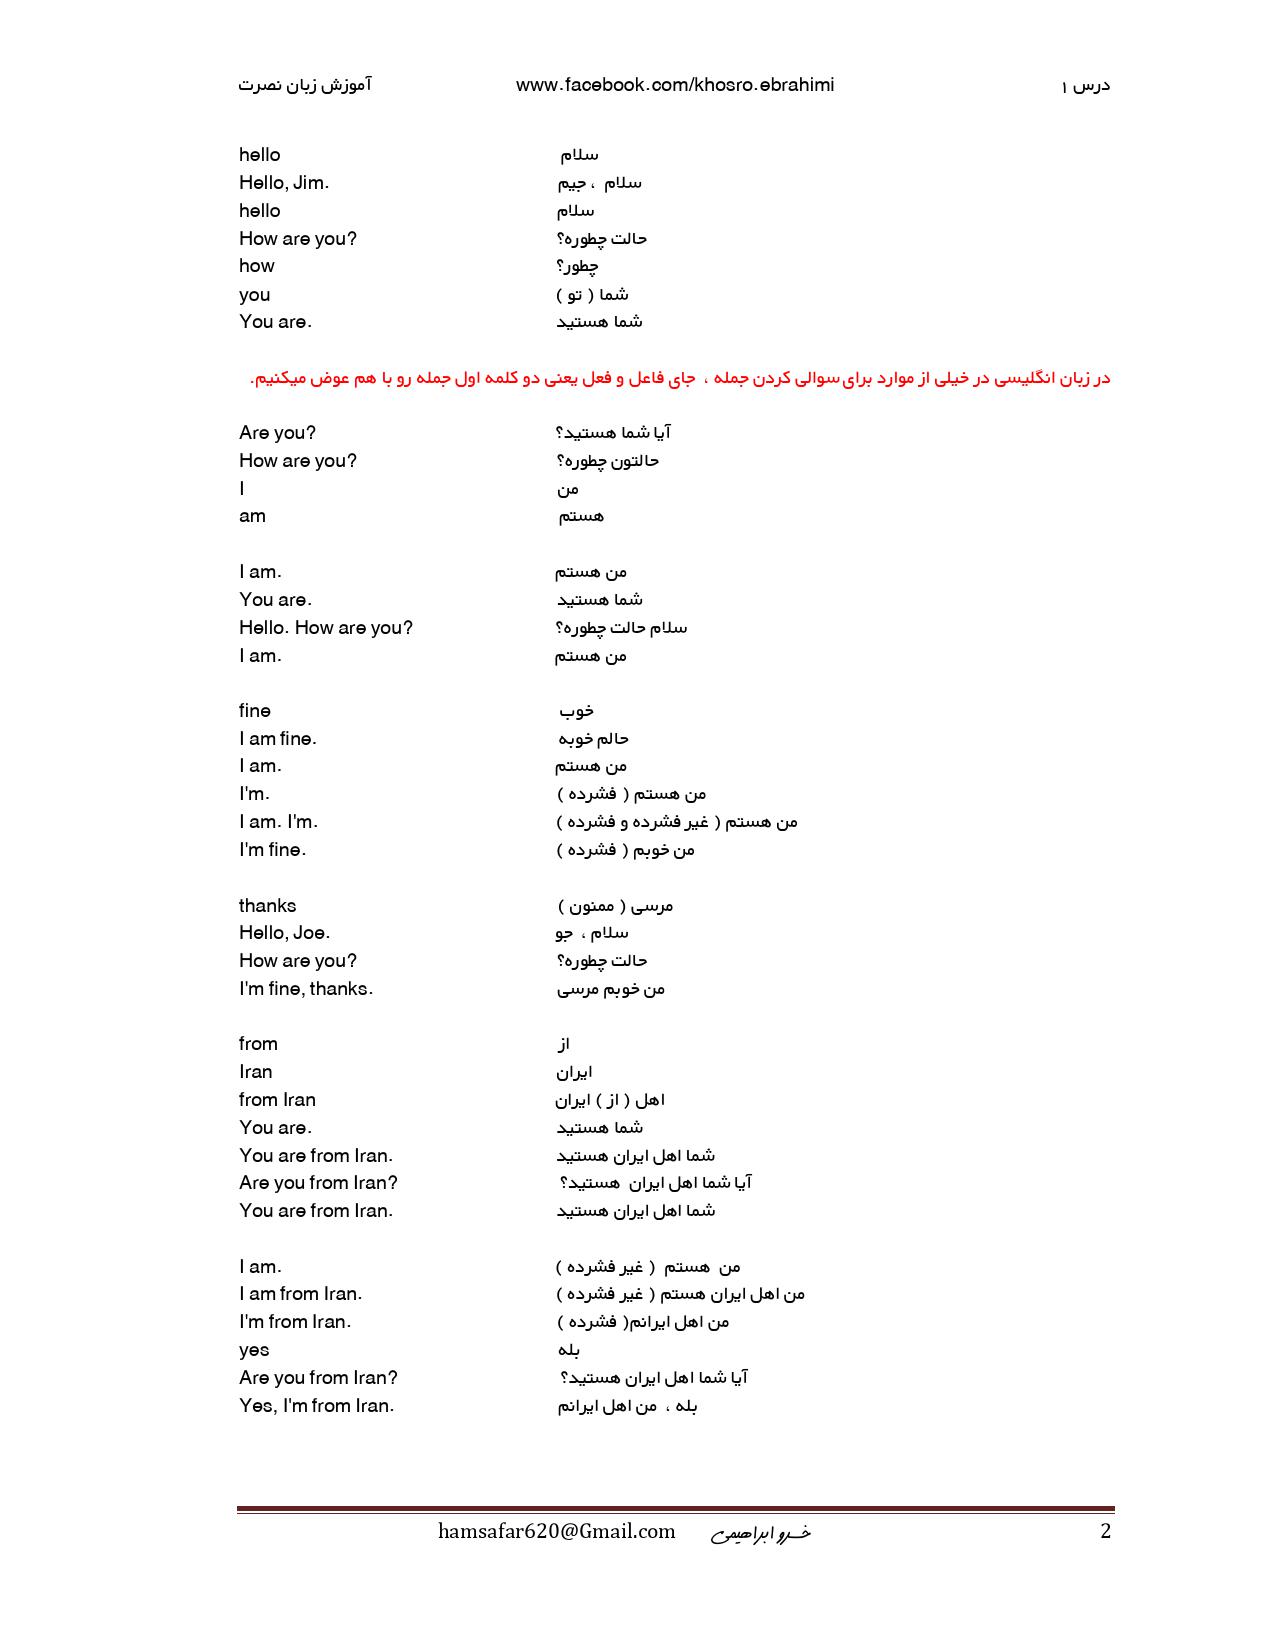 آموزش زبان نصرت www.facebook.com/khosro.ebrahimi درس ۱
hello سلام
Hello, Jim. سلام ، جیم
hello سلام
How are you? حالت چطوره؟
how چطور؟
you شما ( تو )
You are. شما هستید
در زبان انگلیسی در خیلی از موارد برای سوالی کردن جمله ، جای فاعل و فعل یعنی دو کلمه اول جمله رو با هم عوض میکنیم.
Are you? آیا شما هستید؟
How are you? حالتون چطوره؟
I من
am هستم
I am. من هستم
You are. شما هستید
Hello. How are you? سلام حالت چطوره؟
I am. من هستم
fine خوب
I am fine. حالم خوبه
I am. من هستم
I'm. من هستم ( فشرده )
I am. I'm. من هستم ( غیر فشرده و فشرده )
I'm fine. من خوبم ( فشرده )
thanks مرسی ( ممنون )
Hello, Joe. سلام ، جو
How are you? حالت چطوره؟
I'm fine, thanks. من خوبم مرسی
from از
Iran ایران
from Iran اهل ( از ) ایران
You are. شما هستید
You are from Iran. شما اهل ایران هستید
Are you from Iran? آیا شما اهل ایران هستید؟
You are from Iran. شما اهل ایران هستید
I am. من هستم ( غیر فشرده )
I am from Iran. من اهل ایران هستم ( غیر فشرده )
I'm from Iran. من اهل ایرانم( فشرده )
yes بله
Are you from Iran? آیا شما اهل ایران هستید؟
Yes, I'm from Iran. بله ، من اهل ایرانم
hamsafar620@Gmail.com خسرو ابراهیمی 2